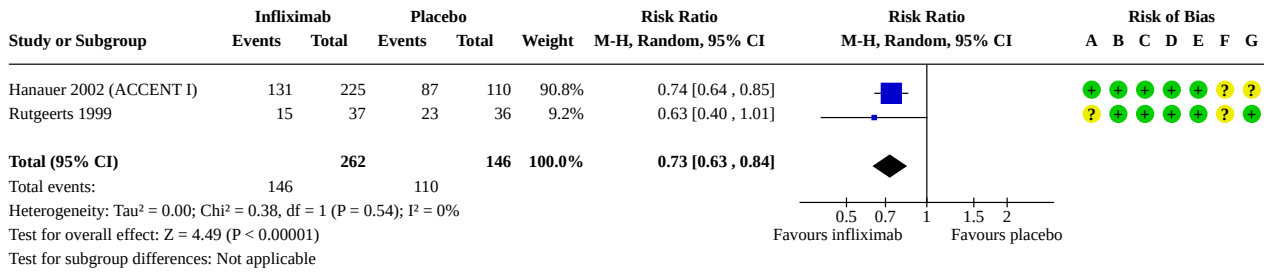 Infliximab Placebo Risk Ratio Risk Ratio Risk of Bias
Study or Subgroup Events Total Events Total Weight M-H, Random, 95% CI M-H, Random, 95% CI A B C D E F G
Hanauer 2002 (ACCENT I) 131 225 87 110 90.8% 0.74 [0.64 , 0.85] + + + + + ? ?
Rutgeerts 1999 15 37 23 36 9.2% 0.63 [0.40 , 1.01] ? + + + + ? +
Total (95% CI) 262 146 100.0% 0.73 [0.63 , 0.84]
Total events: 146 110
Heterogeneity: Tau² = 0.00; Chi² = 0.38, df = 1 (P = 0.54); I² = 0%
0.5 0.7 1 1.5 2
Test for overall effect: Z = 4.49 (P < 0.00001) Favours infliximab Favours placebo
Test for subgroup differences: Not applicable